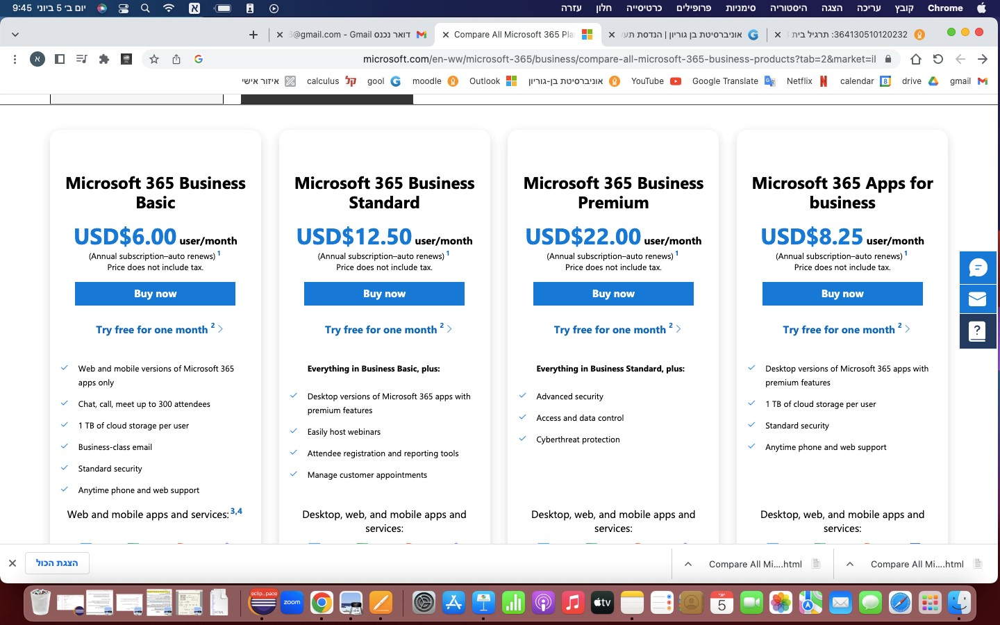 Chrome קובץ עריכה הצגה היסטוריה סימניות פרופילים כרטיסייה חלון עזרה
יום ב׳ 5 ביוני 9:45
364130510120232: תרגיל בית
אוניברסיטת בן גוריון | הנדסת
Compare All Microsoft 365 Pla
דואר נכנס - @gmail.com - Gmail
microsoft.com/en-ww/microsoft-365/business/compare-all-microsoft-365-business-products?tab=2&market=il
gmail
drive
calendar
Netflix
Google Translate
YouTube
אוניברסיטת בן-גוריון
Outlook
moodle
gool
calculus
איזור אישי
Microsoft 365 Business
Basic
USD$6.00 user/month
(Annual subscription–auto renews) 1
Price does not include tax.
Buy now
Try free for one month 2
Web and mobile versions of Microsoft 365
apps only
Chat, call, meet up to 300 attendees
1 TB of cloud storage per user
Business-class email
Standard security
Anytime phone and web support
Web and mobile apps and services:3,4
Microsoft 365 Business
Standard
USD$12.50 user/month
(Annual subscription–auto renews) 1
Price does not include tax.
Buy now
Try free for one month 2
Everything in Business Basic, plus:
Desktop versions of Microsoft 365 apps with
premium features
Easily host webinars
Attendee registration and reporting tools
Manage customer appointments
Desktop, web, and mobile apps and
services:
Microsoft 365 Business
Premium
USD$22.00 user/month
(Annual subscription–auto renews) 1
Price does not include tax.
Buy now
Try free for one month 2
Everything in Business Standard, plus:
Advanced security
Access and data control
Cyberthreat protection
Desktop, web, and mobile apps and
services:
Microsoft 365 Apps for
business
USD$8.25 user/month
(Annual subscription–auto renews) 1
Price does not include tax.
Buy now
Try free for one month 2
Desktop versions of Microsoft 365 apps with
premium features
1 TB of cloud storage per user
Standard security
Anytime phone and web support
Desktop, web, and mobile apps and
services:
Compare All Mi....html
Compare All Mi....html
הצגת הכול
HTML
eclip...pace
zoom
tv
יונ׳
5